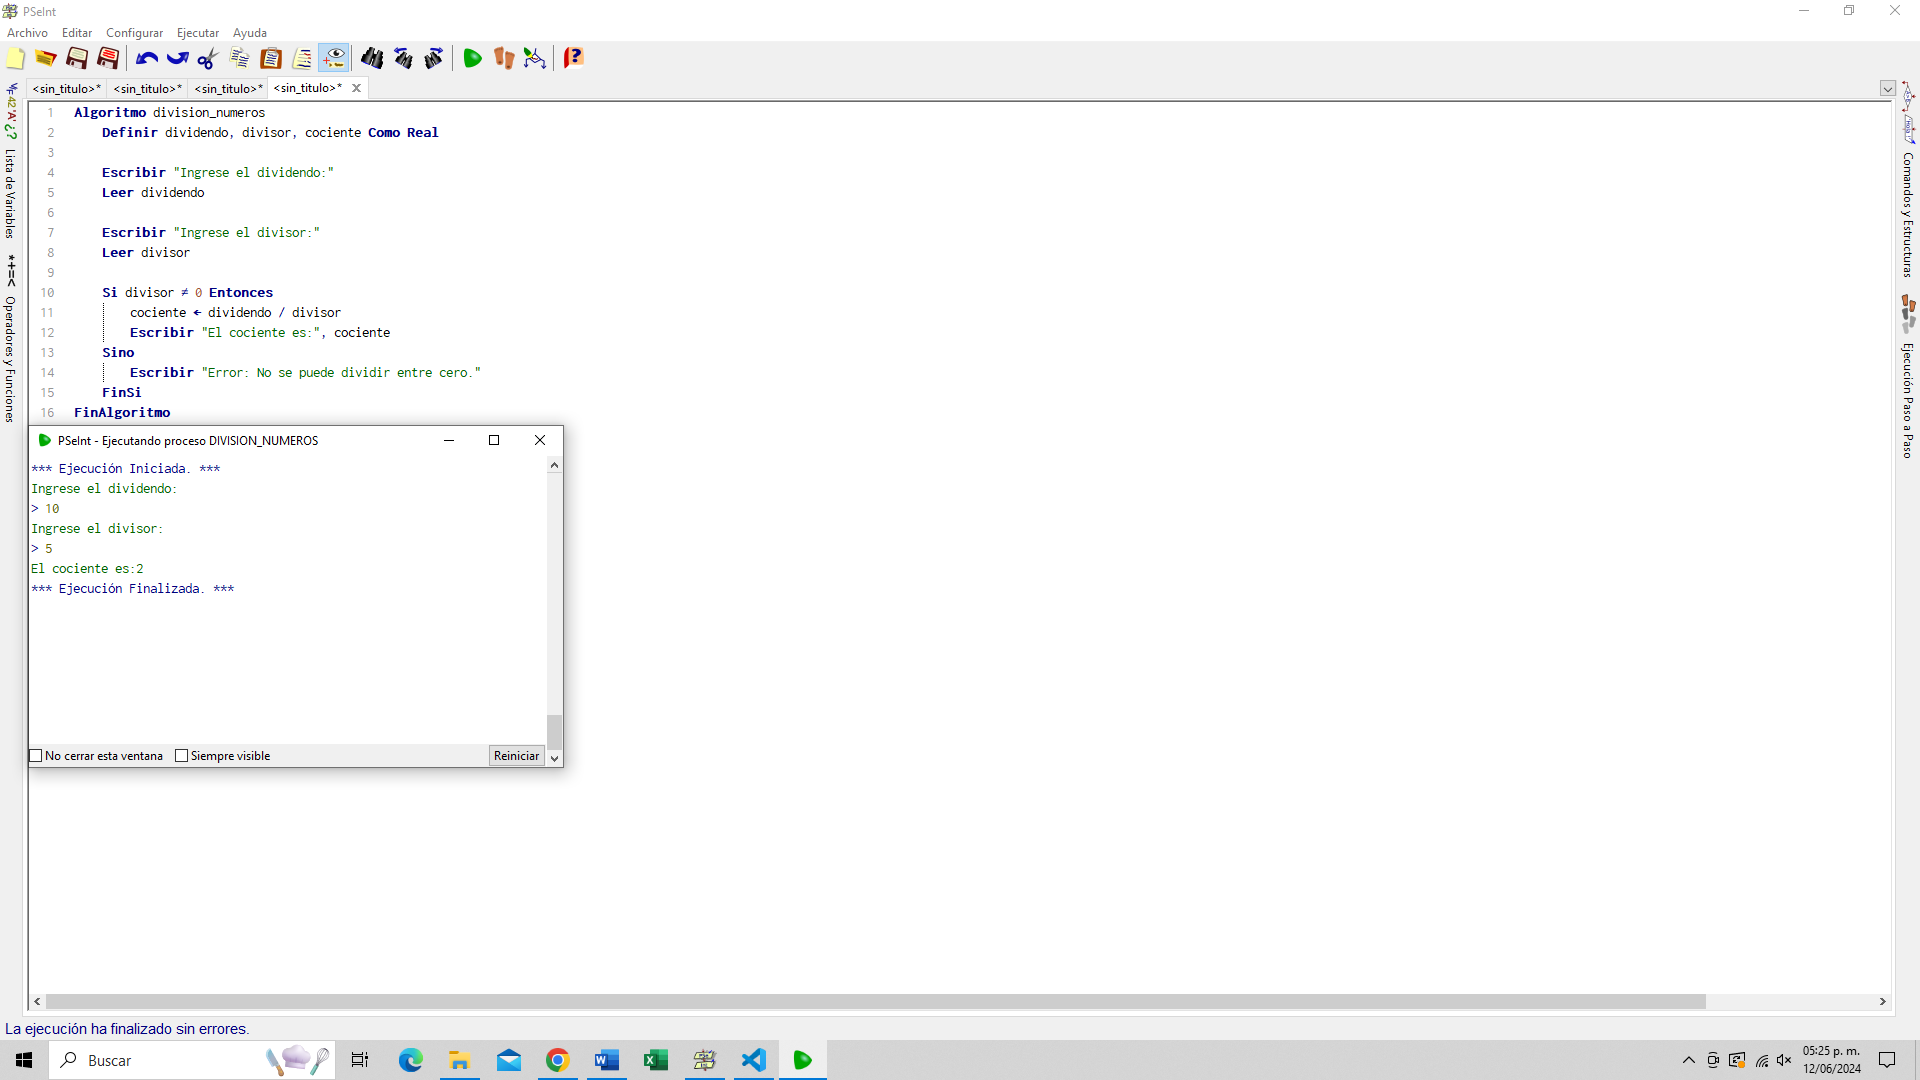 PSeInt
Archivo Editar Configurar Ejecutar Ayuda
<sin_titulo>* <sin_titulo>* <sin_titulo>* <sin_titulo>*
1 Algoritmo division_numeros
2 Definir dividendo, divisor, cociente Como Real
3
4 Escribir "Ingrese el dividendo:"
5 Leer dividendo
6
7 Escribir "Ingrese el divisor:"
8 Leer divisor
9
10 Si divisor ≠ 0 Entonces
11 cociente ← dividendo / divisor
12 Escribir "El cociente es:", cociente
13 Sino
14 Escribir "Error: No se puede dividir entre cero."
15 FinSi
16 FinAlgoritmo
Lista de Variables
*+=<
Operadores y Funciones
Comandos y Estructuras
Ejecución Paso a Paso
PSeInt - Ejecutando proceso DIVISION_NUMEROS
*** Ejecución Iniciada. ***
Ingrese el dividendo:
> 10
Ingrese el divisor:
> 5
El cociente es:2
*** Ejecución Finalizada. ***
No cerrar esta ventana Siempre visible Reiniciar
La ejecución ha finalizado sin errores.
Buscar
05:25 p. m.
12/06/2024